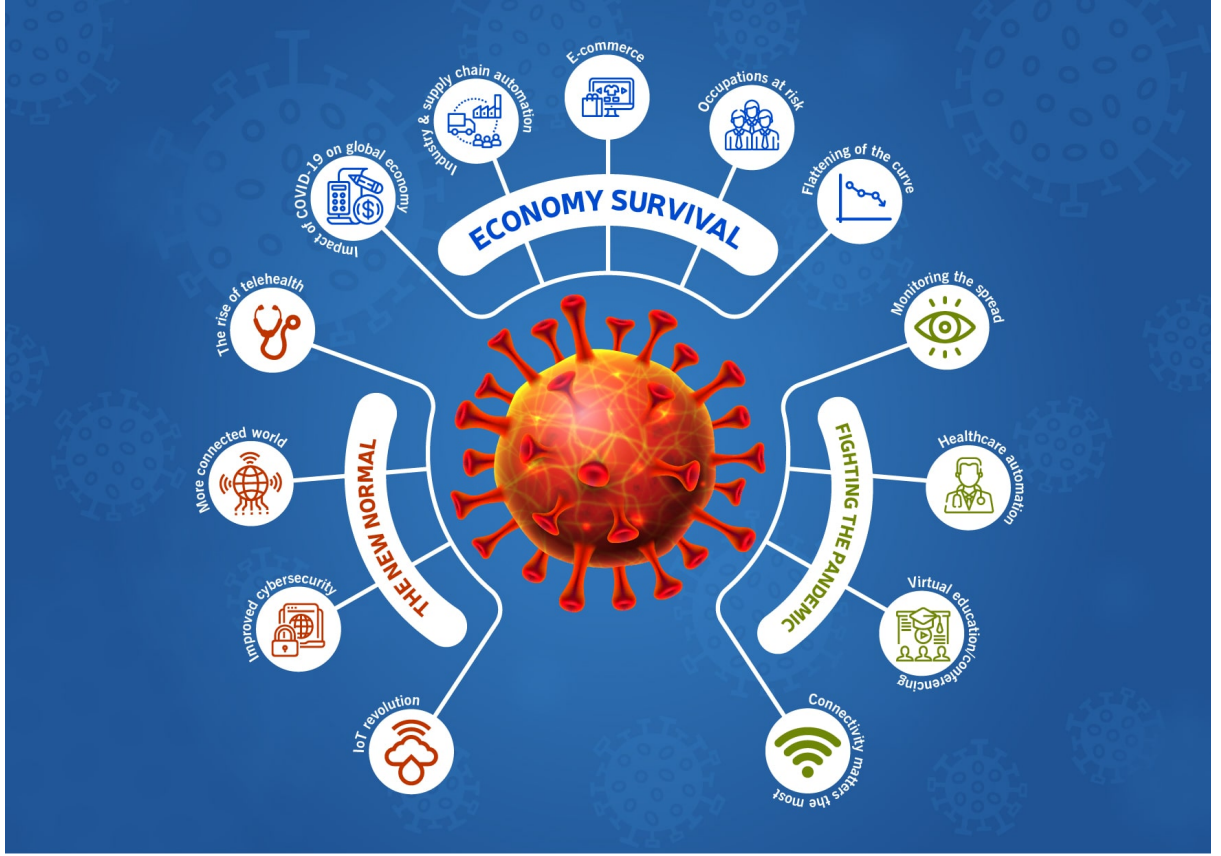 ECONOMY SURVIVAL
Impact of COVID-19 on global economy
Industry & supply chain automation
E-commerce
Occupations at risk
Flattening of the curve
THE NEW NORMAL
The rise of telehealth
More connected world
Improved cybersecurity
IoT revolution
FIGHTING THE PANDEMIC
Monitoring the spread
Healthcare automation
Virtual education/conferencing
Connectivity matters the most